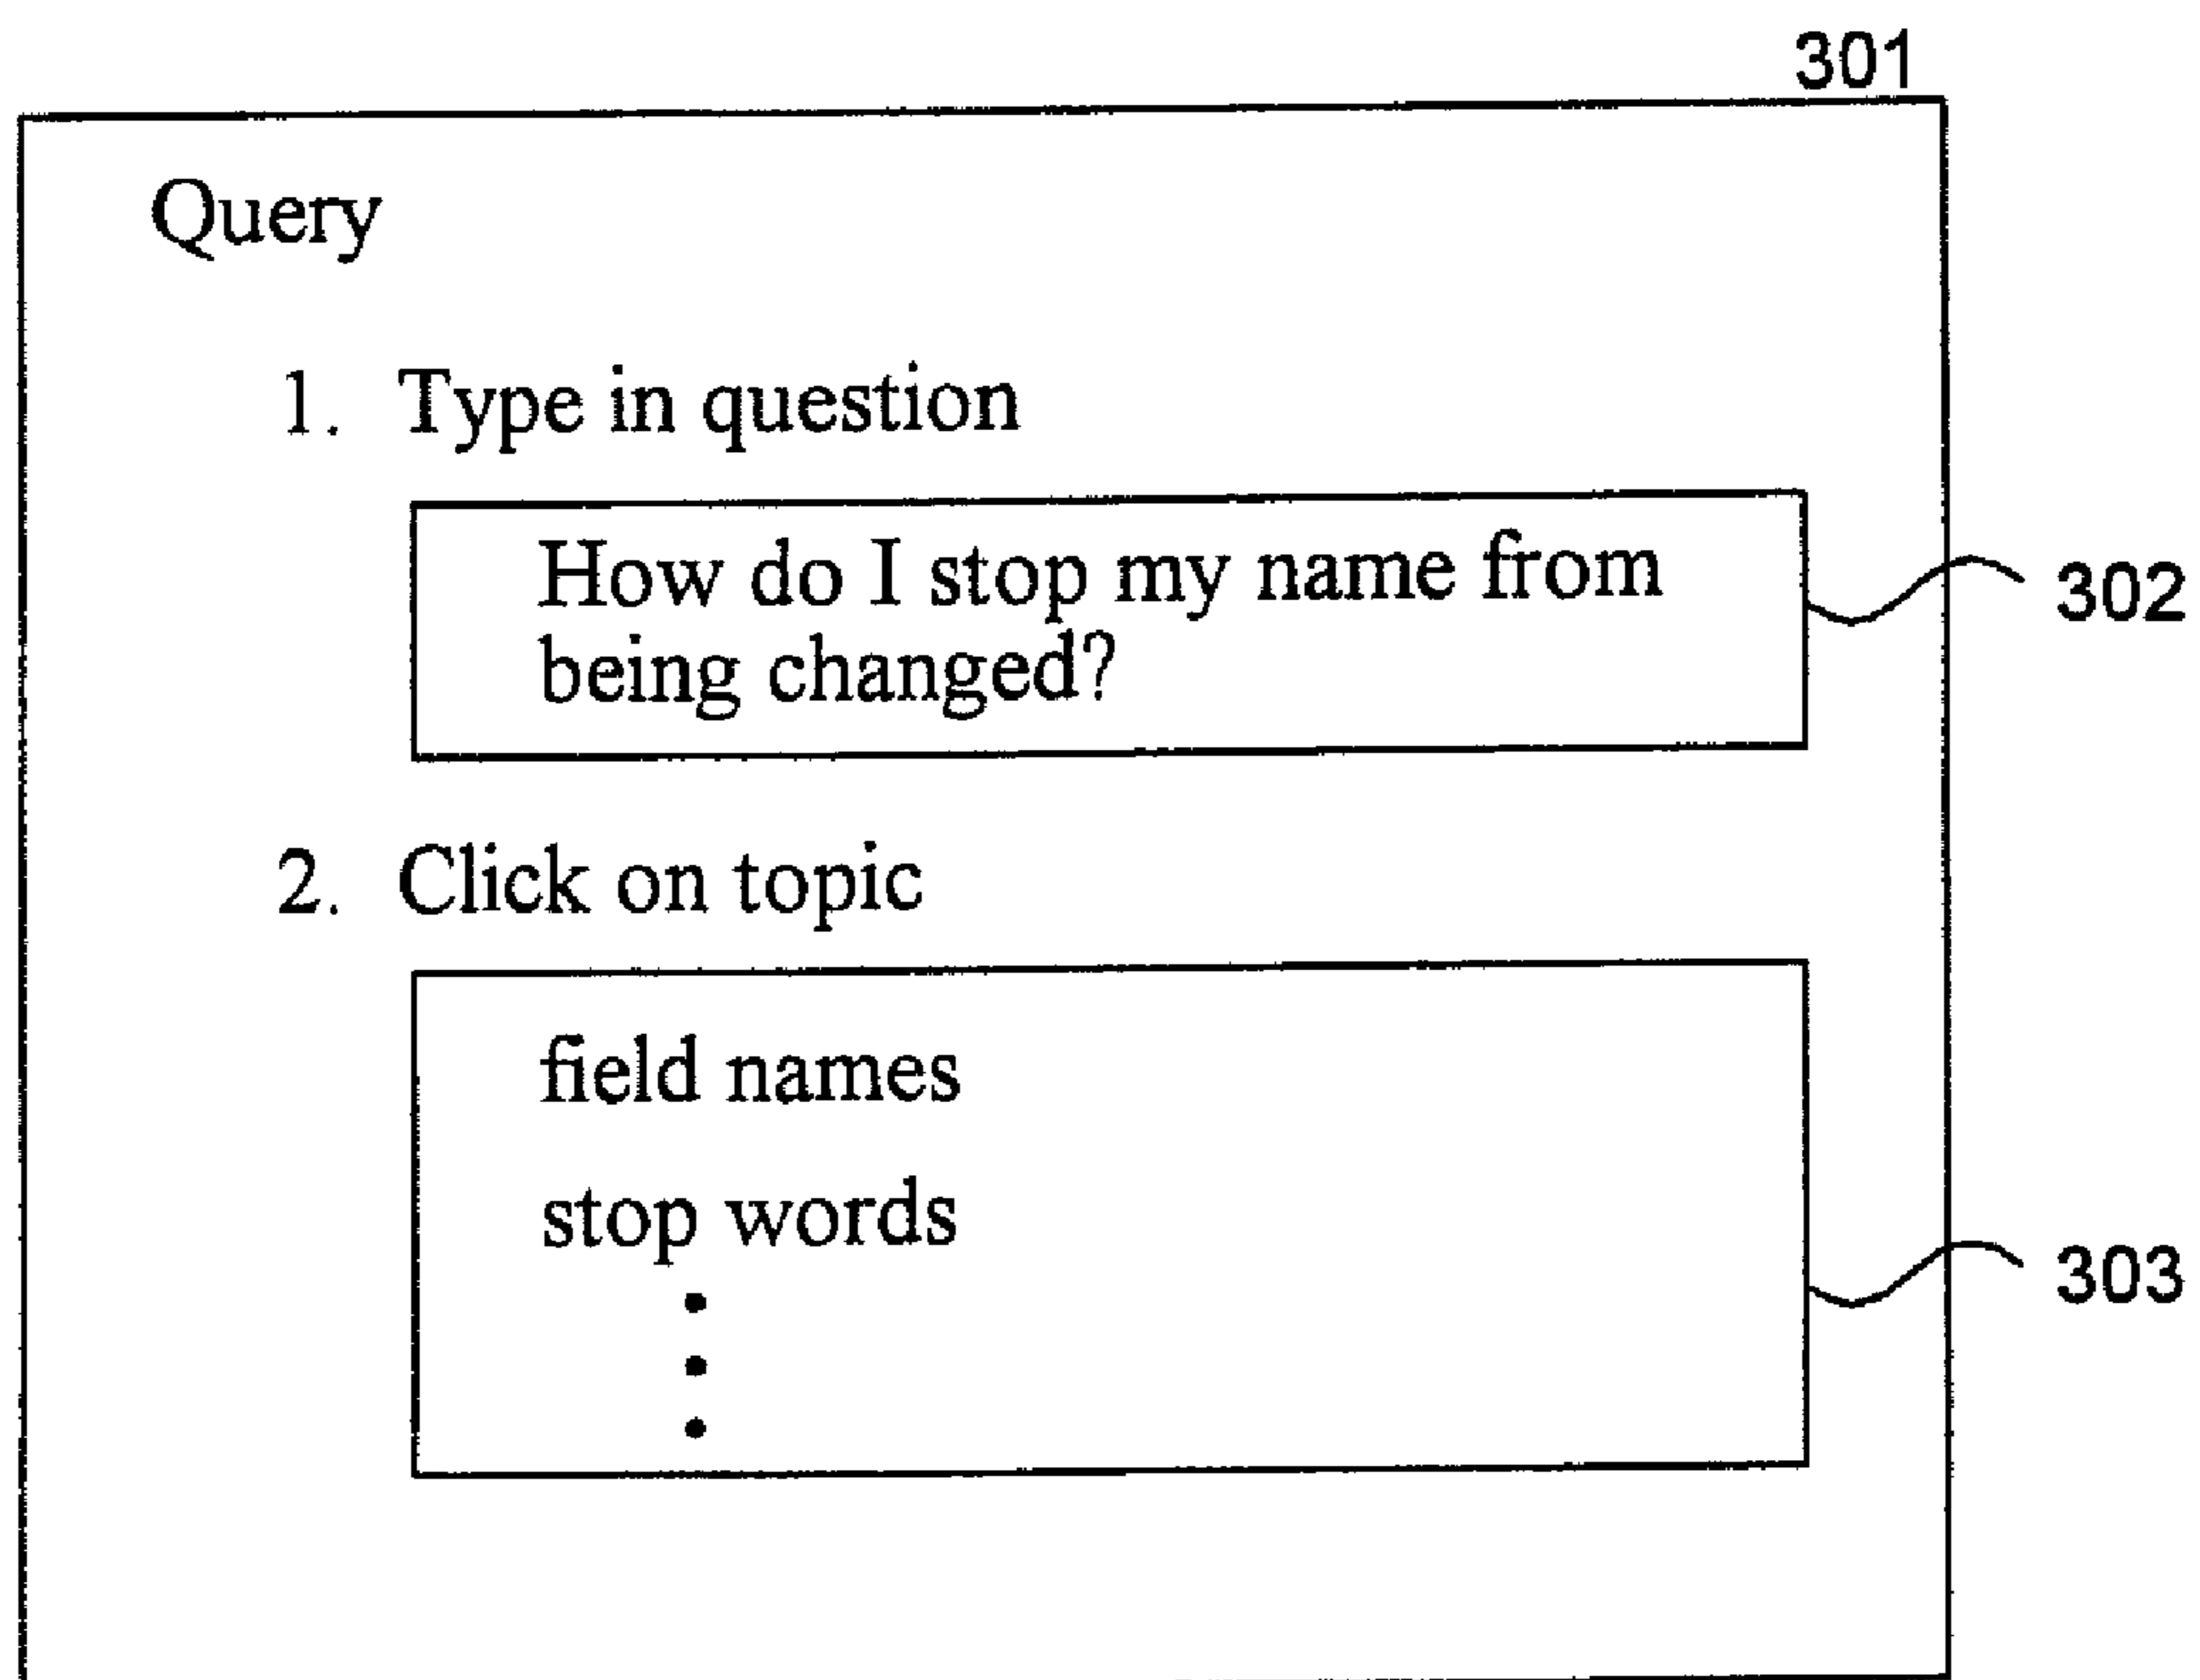 301
Query
1. Type in question
How do I stop my name from
being changed?
302
2. Click on topic
field names
stop words
303